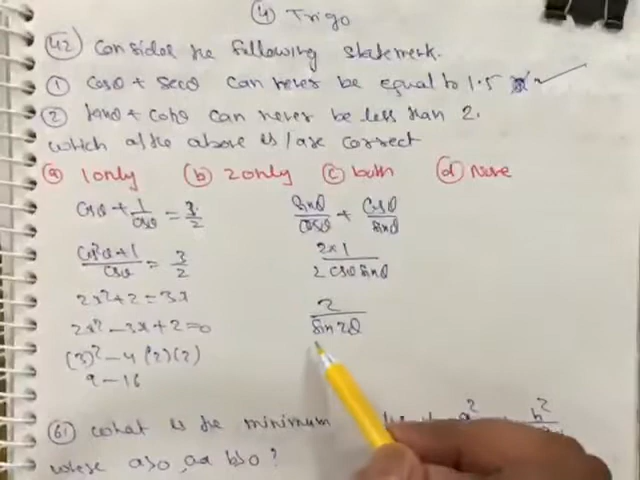 ④ Trigo
42 Consider the following statement.
① cosθ + secθ can never be equal to 1.5
② tanθ + cotθ can never be less than 2.
which of the above is/are correct
ⓐ 1 only ⓑ 2 only ⓒ both ⓓ None
cosθ + 1/cosθ = 3/2
cos²θ+1/cosθ = 3/2
2x²+2=3x
2x²-3x+2=0
(3)²-4(2)(2)
9-16
sinθ/cosθ + cosθ/sinθ
2×1/2cosθsinθ
2/sin2θ
61 What is the minimum
where a>0, b>0?